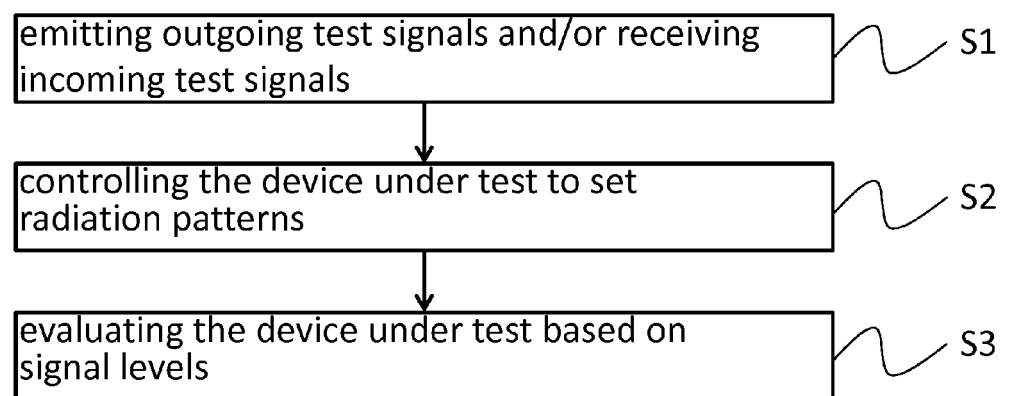 emitting outgoing test signals and/or receiving
incoming test signals
S1
controlling the device under test to set
radiation patterns
S2
evaluating the device under test based on
signal levels
S3